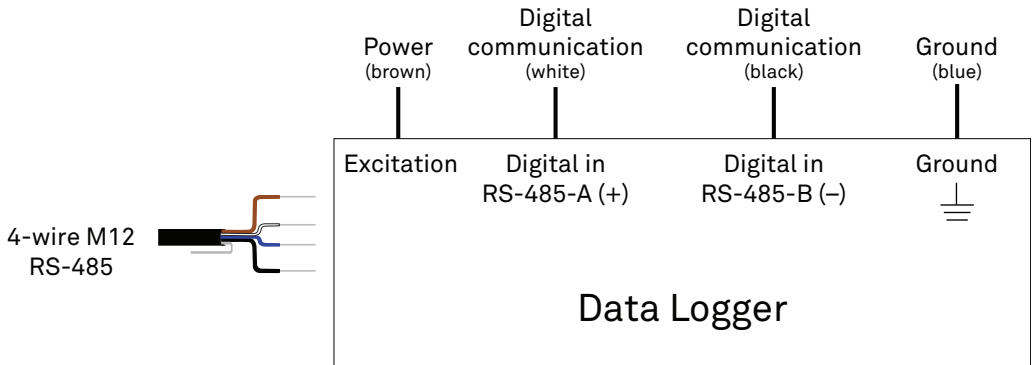 Power
(brown)
Digital
communication
(white)
Digital
communication
(black)
Ground
(blue)
Excitation
Digital in
RS-485-A (+)
Digital in
RS-485-B (–)
Ground
4-wire M12
RS-485
Data Logger